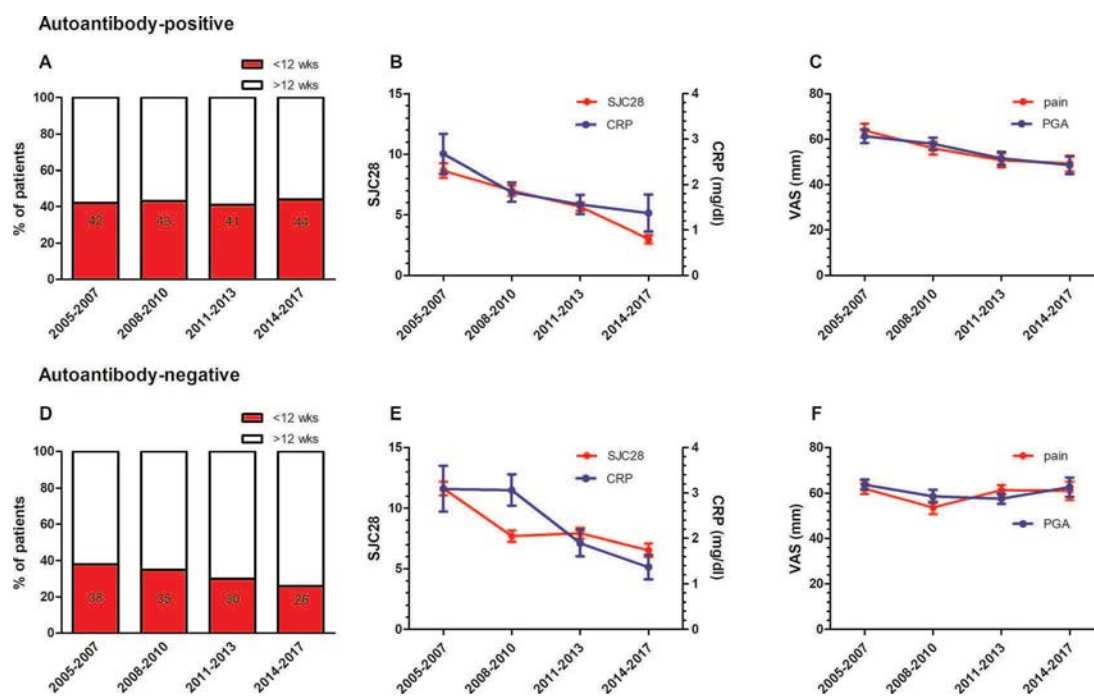 Autoantibody-positive
A
<12 wks
>12 wks
% of patients
100
80
60
40
20
0
42
43
41
44
2005-2007
2008-2010
2011-2013
2014-2017
B
SJC28
CRP
SJC28
15
10
5
0
CRP (mg/dl)
4
3
2
1
0
2005-2007
2008-2010
2011-2013
2014-2017
C
pain
PGA
VAS (mm)
80
60
40
20
0
2005-2007
2008-2010
2011-2013
2014-2017
Autoantibody-negative
D
<12 wks
>12 wks
% of patients
100
80
60
40
20
0
38
35
30
26
2005-2007
2008-2010
2011-2013
2014-2017
E
SJC28
CRP
SJC28
15
10
5
0
CRP (mg/dl)
4
3
2
1
0
2005-2007
2008-2010
2011-2013
2014-2017
F
pain
PGA
VAS (mm)
80
60
40
20
0
2005-2007
2008-2010
2011-2013
2014-2017